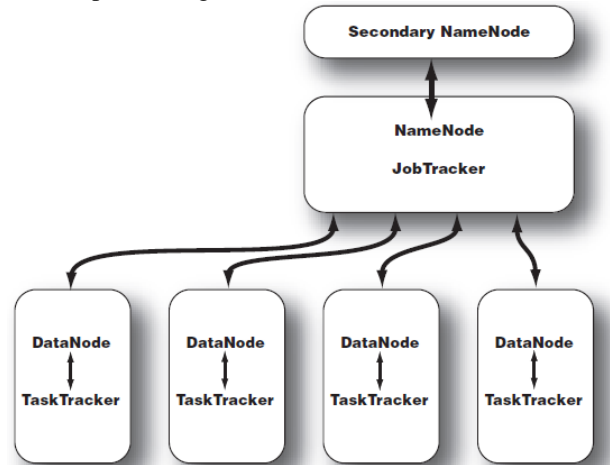 Secondary NameNode
NameNode
JobTracker
DataNode
TaskTracker
DataNode
TaskTracker
DataNode
TaskTracker
DataNode
TaskTracker